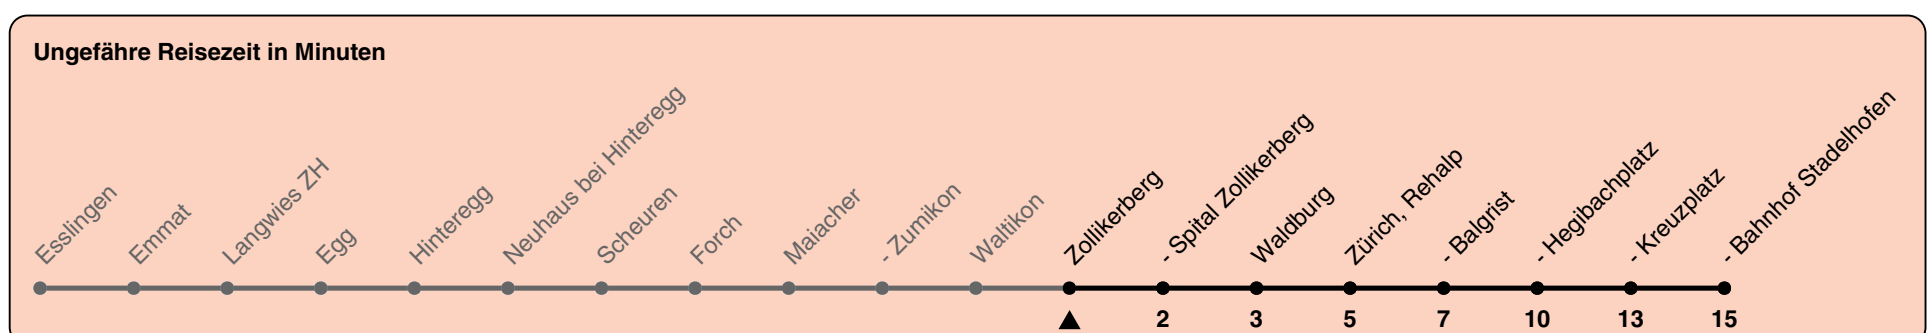 Ungefähre Reisezeit in Minuten
Esslingen
Emmat
Langwies ZH
Egg
Hinteregg
Neuhaus bei Hinteregg
Scheuren
Forch
Maiacher
- Zumikon
Waltikon
Zollikerberg
- Spital Zollikerberg
Waldburg
Zürich, Rehalp
- Balgrist
- Hegibachplatz
- Kreuzplatz
- Bahnhof Stadelhofen
2 3 5 7 10 13 15